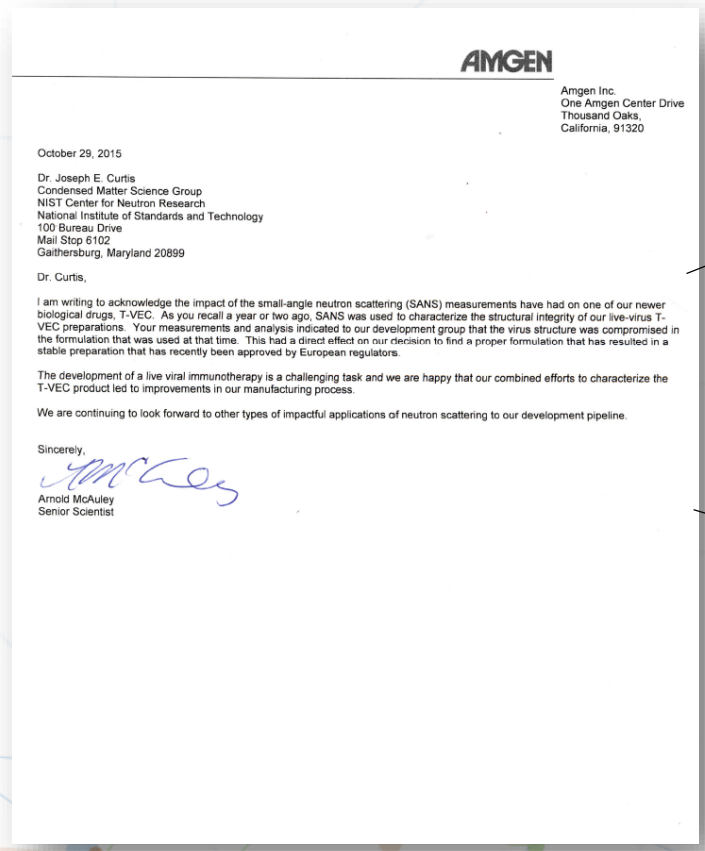 AMGEN
Amgen Inc.
One Amgen Center Drive
Thousand Oaks,
California, 91320
October 29, 2015
Dr. Joseph E. Curtis
Condensed Matter Science Group
NIST Center for Neutron Research
National Institute of Standards and Technology
100 Bureau Drive
Mail Stop 6102
Gaithersburg, Maryland 20899
Dr. Curtis,
I am writing to acknowledge the impact of the small-angle neutron scattering (SANS) measurements have had on one of our newer
biological drugs, T-VEC. As you recall a year or two ago, SANS was used to characterize the structural integrity of our live-virus T-
VEC preparations. Your measurements and analysis indicated to our development group that the virus structure was compromised in
the formulation that was used at that time. This had a direct effect on our decision to find a proper formulation that has resulted in a
stable preparation that has recently been approved by European regulators.
The development of a live viral immunotherapy is a challenging task and we are happy that our combined efforts to characterize the
T-VEC product led to improvements in our manufacturing process.
We are continuing to look forward to other types of impactful applications of neutron scattering to our development pipeline.
Sincerely,
AMcAuley
Arnold McAuley
Senior Scientist